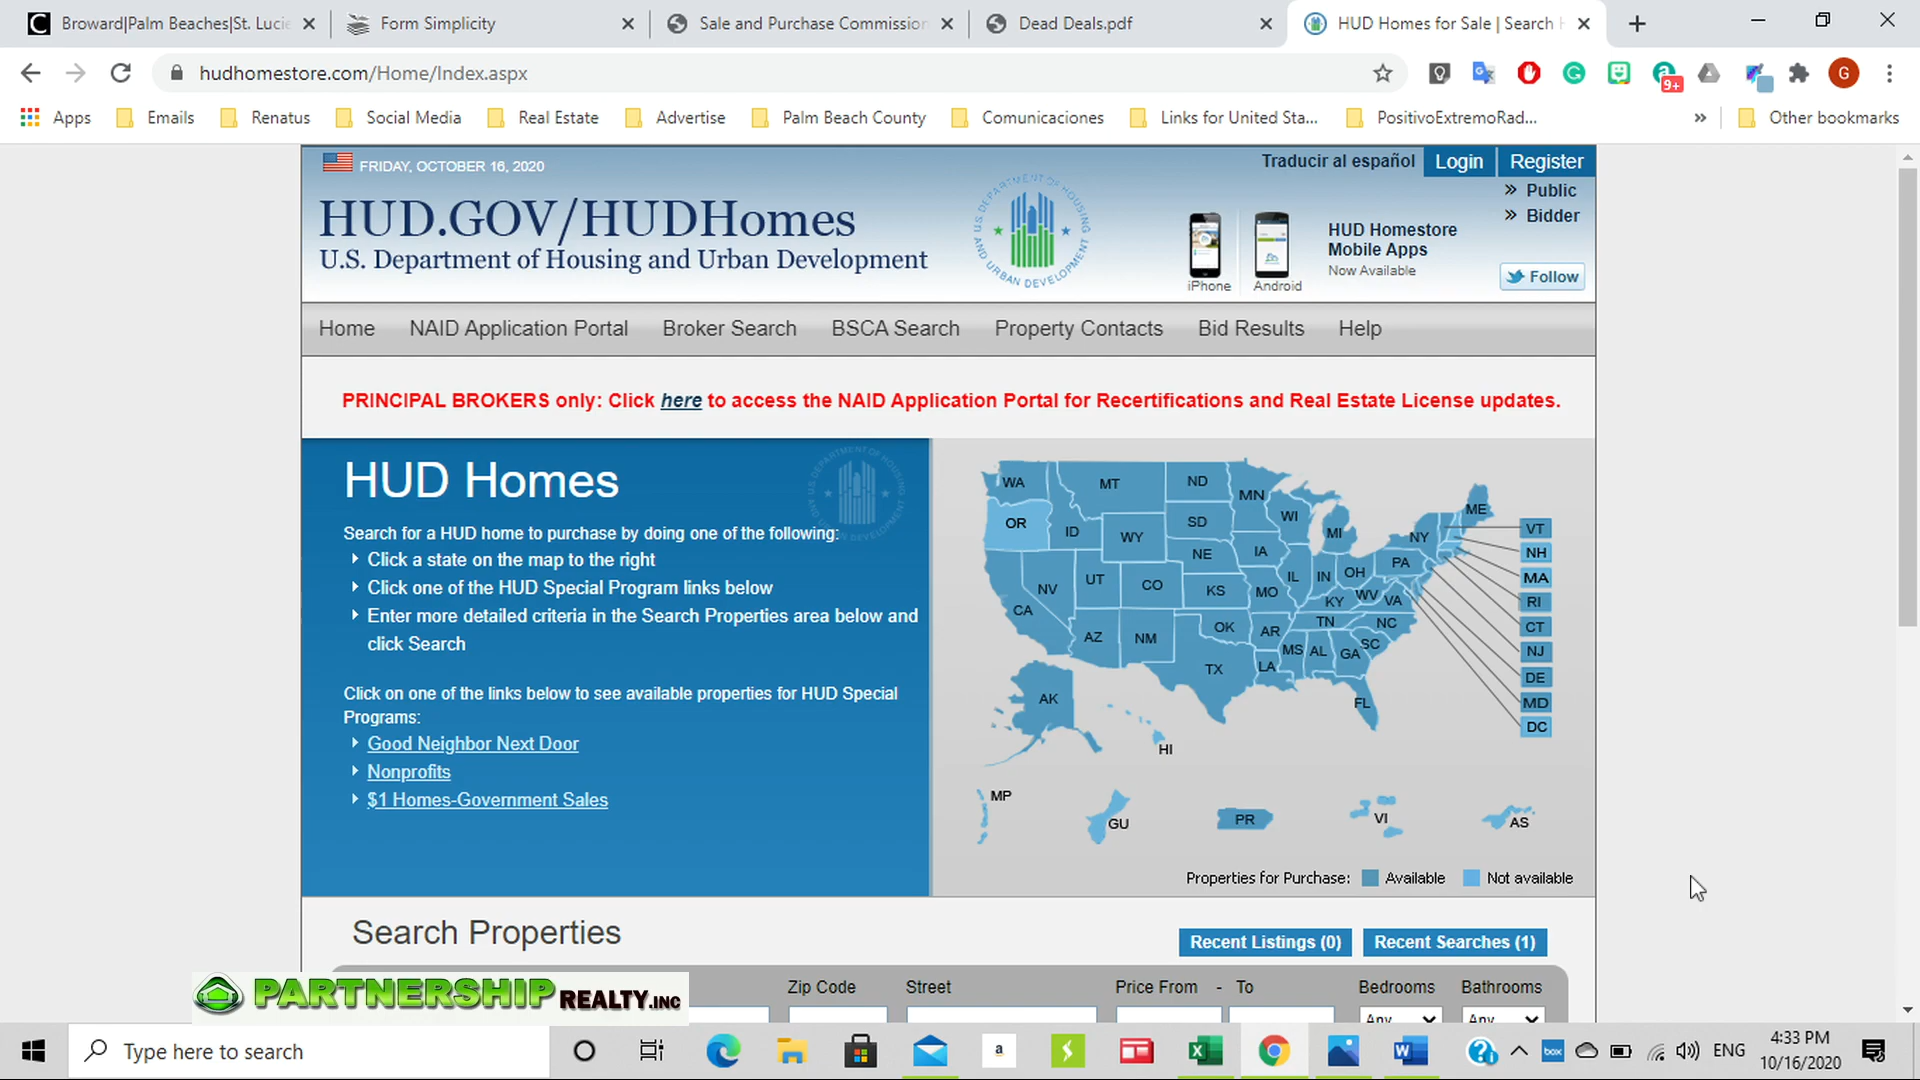 Broward|Palm Beaches|St. Lucie
Form Simplicity
Sale and Purchase Commission
Dead Deals.pdf
HUD Homes for Sale | Search H
hudhomestore.com/Home/Index.aspx
9+
G
Apps
Emails
Renatus
Social Media
Real Estate
Advertise
Palm Beach County
Comunicaciones
Links for United Sta...
PositivoExtremoRad...
Other bookmarks
FRIDAY, OCTOBER 16, 2020
Traducir al español
Login
Register
» Public
» Bidder
HUD.GOV/HUDHomes
U.S. Department of Housing and Urban Development
U.S. DEPARTMENT OF HOUSING AND URBAN DEVELOPMENT
iPhone
Android
HUD Homestore
Mobile Apps
Now Available
Follow
Home
NAID Application Portal
Broker Search
BSCA Search
Property Contacts
Bid Results
Help
PRINCIPAL BROKERS only: Click here to access the NAID Application Portal for Recertifications and Real Estate License updates.
HUD Homes
Search for a HUD home to purchase by doing one of the following:
Click a state on the map to the right
Click one of the HUD Special Program links below
Enter more detailed criteria in the Search Properties area below and
click Search
Click on one of the links below to see available properties for HUD Special
Programs:
Good Neighbor Next Door
Nonprofits
$1 Homes-Government Sales
WA
MT
ND
MN
ME
OR
ID
SD
WI
MI
NY
VT
WY
NH
NE
IA
PA
MA
NV
UT
CO
KS
MO
IL
IN
OH
WV
VA
RI
CA
KY
CT
AZ
NM
OK
AR
TN
NC
NJ
TX
LA
MS
AL
GA
SC
DE
AK
FL
MD
HI
DC
MP
GU
PR
VI
AS
Properties for Purchase:
Available
Not available
Search Properties
Recent Listings (0)
Recent Searches (1)
PARTNERSHIP REALTY.INC
Zip Code
Street
Price From - To
Bedrooms
Bathrooms
Any
Any
Type here to search
a
box
ENG
4:33 PM
10/16/2020